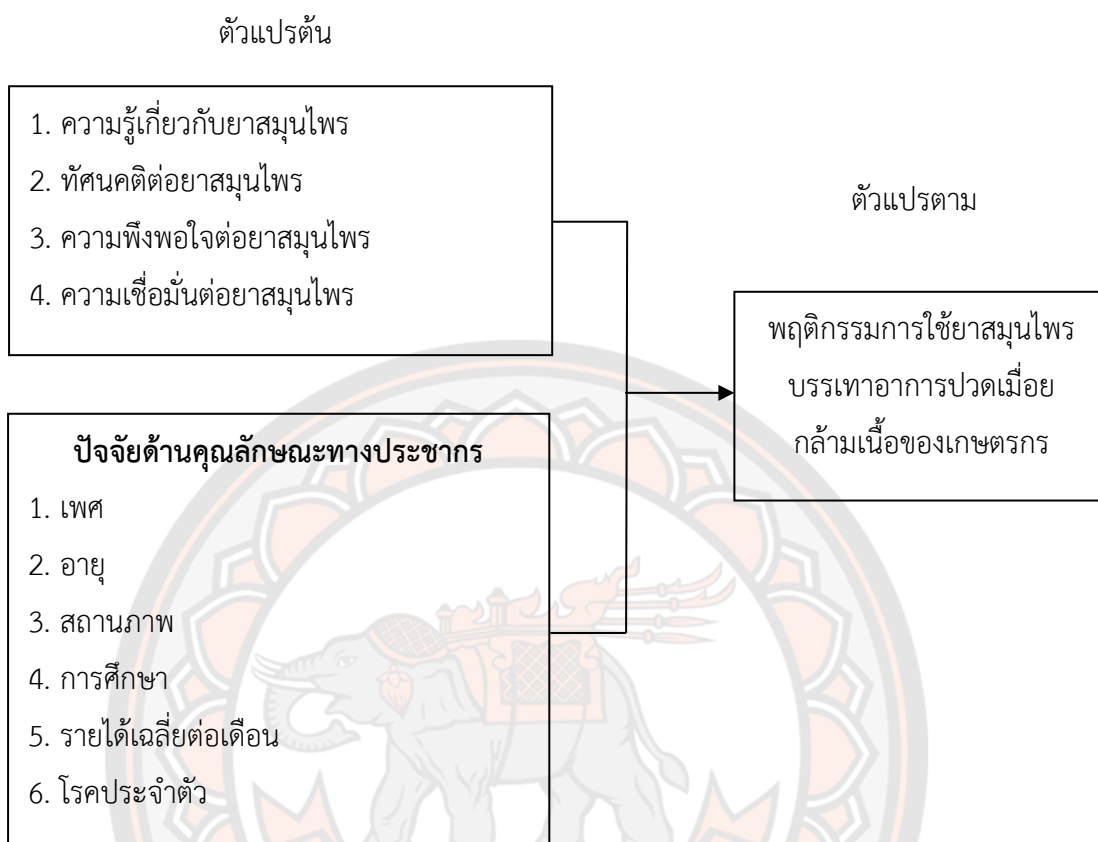 ตัวแปรต้น
1. ความรู้เกี่ยวกับยาสมุนไพร
2. ทัศนคติต่อยาสมุนไพร
3. ความพึงพอใจต่อยาสมุนไพร
4. ความเชื่อมั่นต่อยาสมุนไพร
ปัจจัยด้านคุณลักษณะทางประชากร
1. เพศ
2. อายุ
3. สถานภาพ
4. การศึกษา
5. รายได้เฉลี่ยต่อเดือน
6. โรคประจำตัว
ตัวแปรตาม
พฤติกรรมการใช้ยาสมุนไพร
บรรเทาอาการปวดเมื่อย
กล้ามเนื้อของเกษตรกร